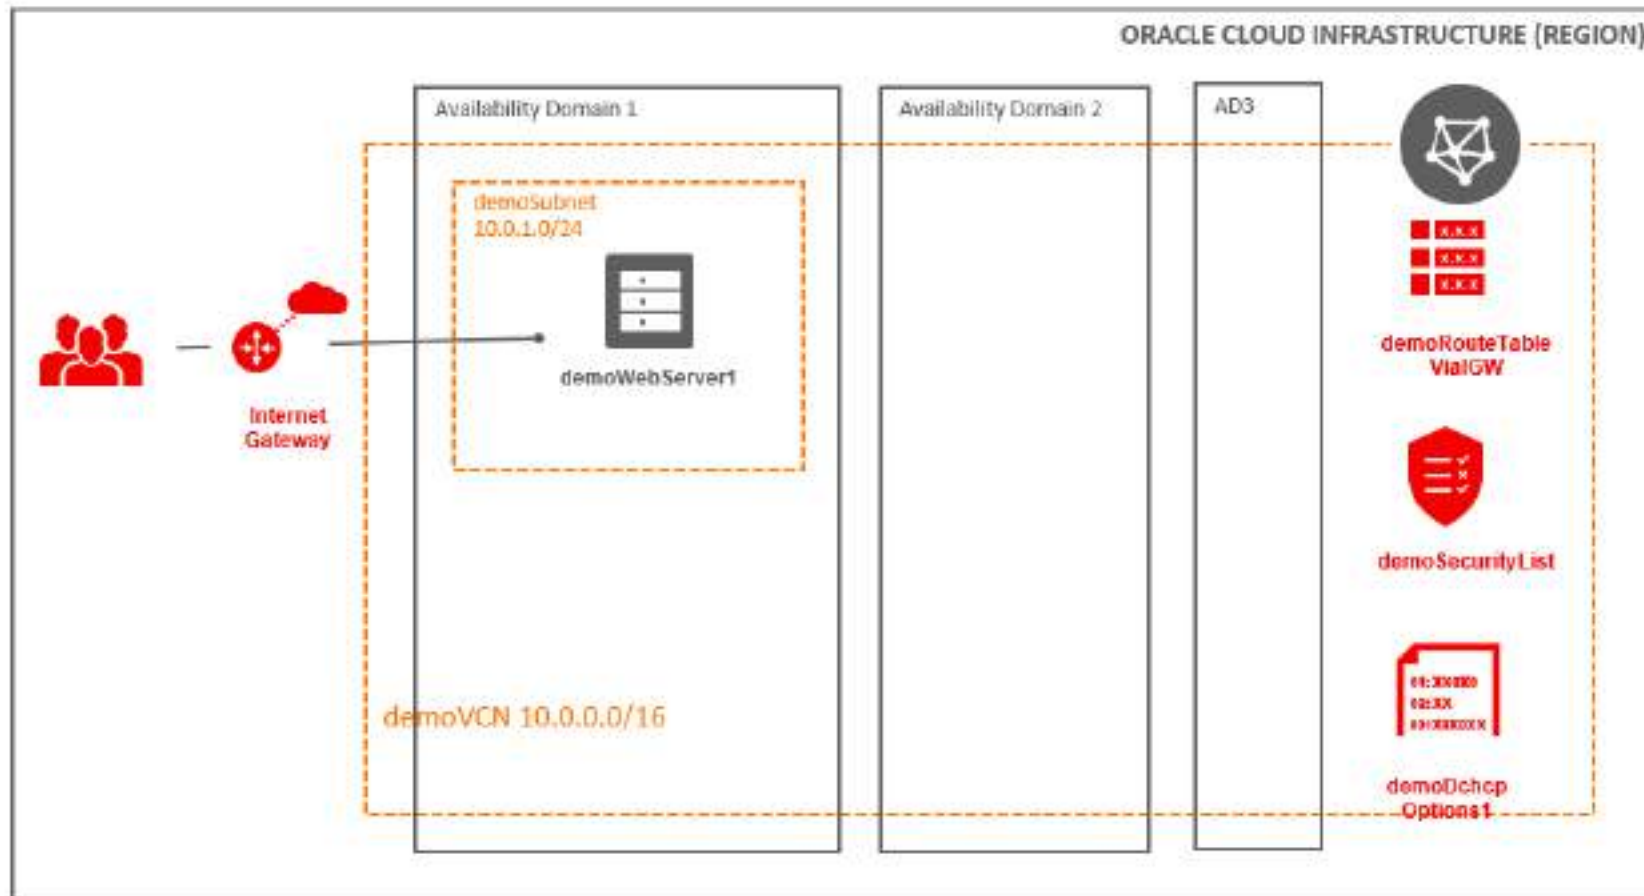 ORACLE CLOUD INFRASTRUCTURE (REGION)
Availability Domain 1
Availability Domain 2
AD3
demoSubnet
10.0.1.0/24
demoWebServer1
Internet
Gateway
demoVCN 10.0.0.0/16
X.X.X
X.X.X
X.X.X
demoRouteTable
ViaIGW
demoSecurityList
demoDchcp
Options1